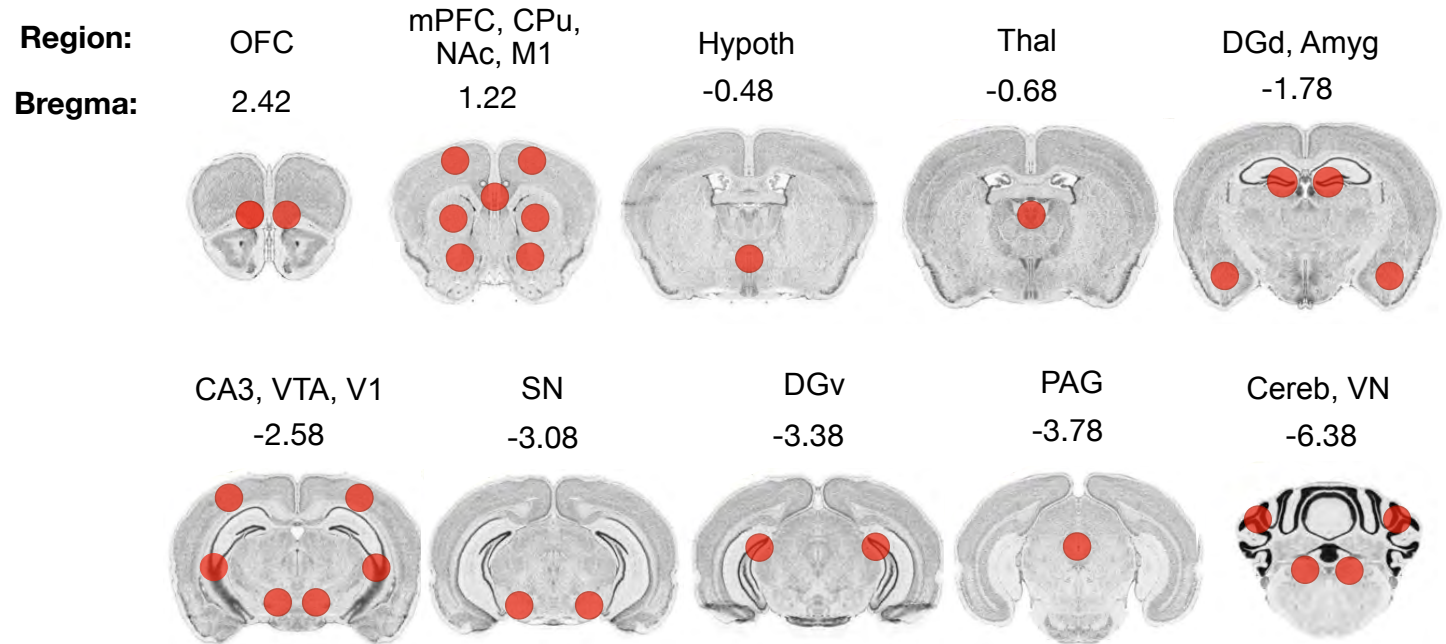 Region:
OFC
mPFC, CPu,
NAc, M1
Hypoth
Thal
DGd, Amyg
Bregma:
2.42
1.22
-0.48
-0.68
-1.78
CA3, VTA, V1
SN
DGv
PAG
Cereb, VN
-2.58
-3.08
-3.38
-3.78
-6.38